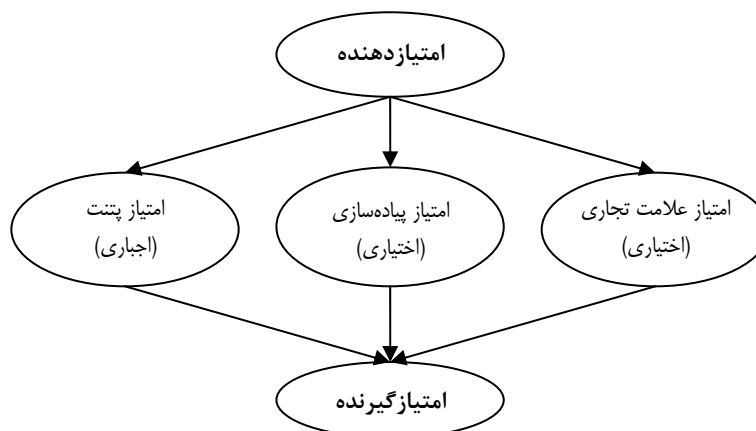 امتیازدهنده
امتیاز علامت تجاری
(اختیاری)
امتیاز پیاده‌سازی
(اختیاری)
امتیاز پتنت
(اجباری)
امتیازگیرنده